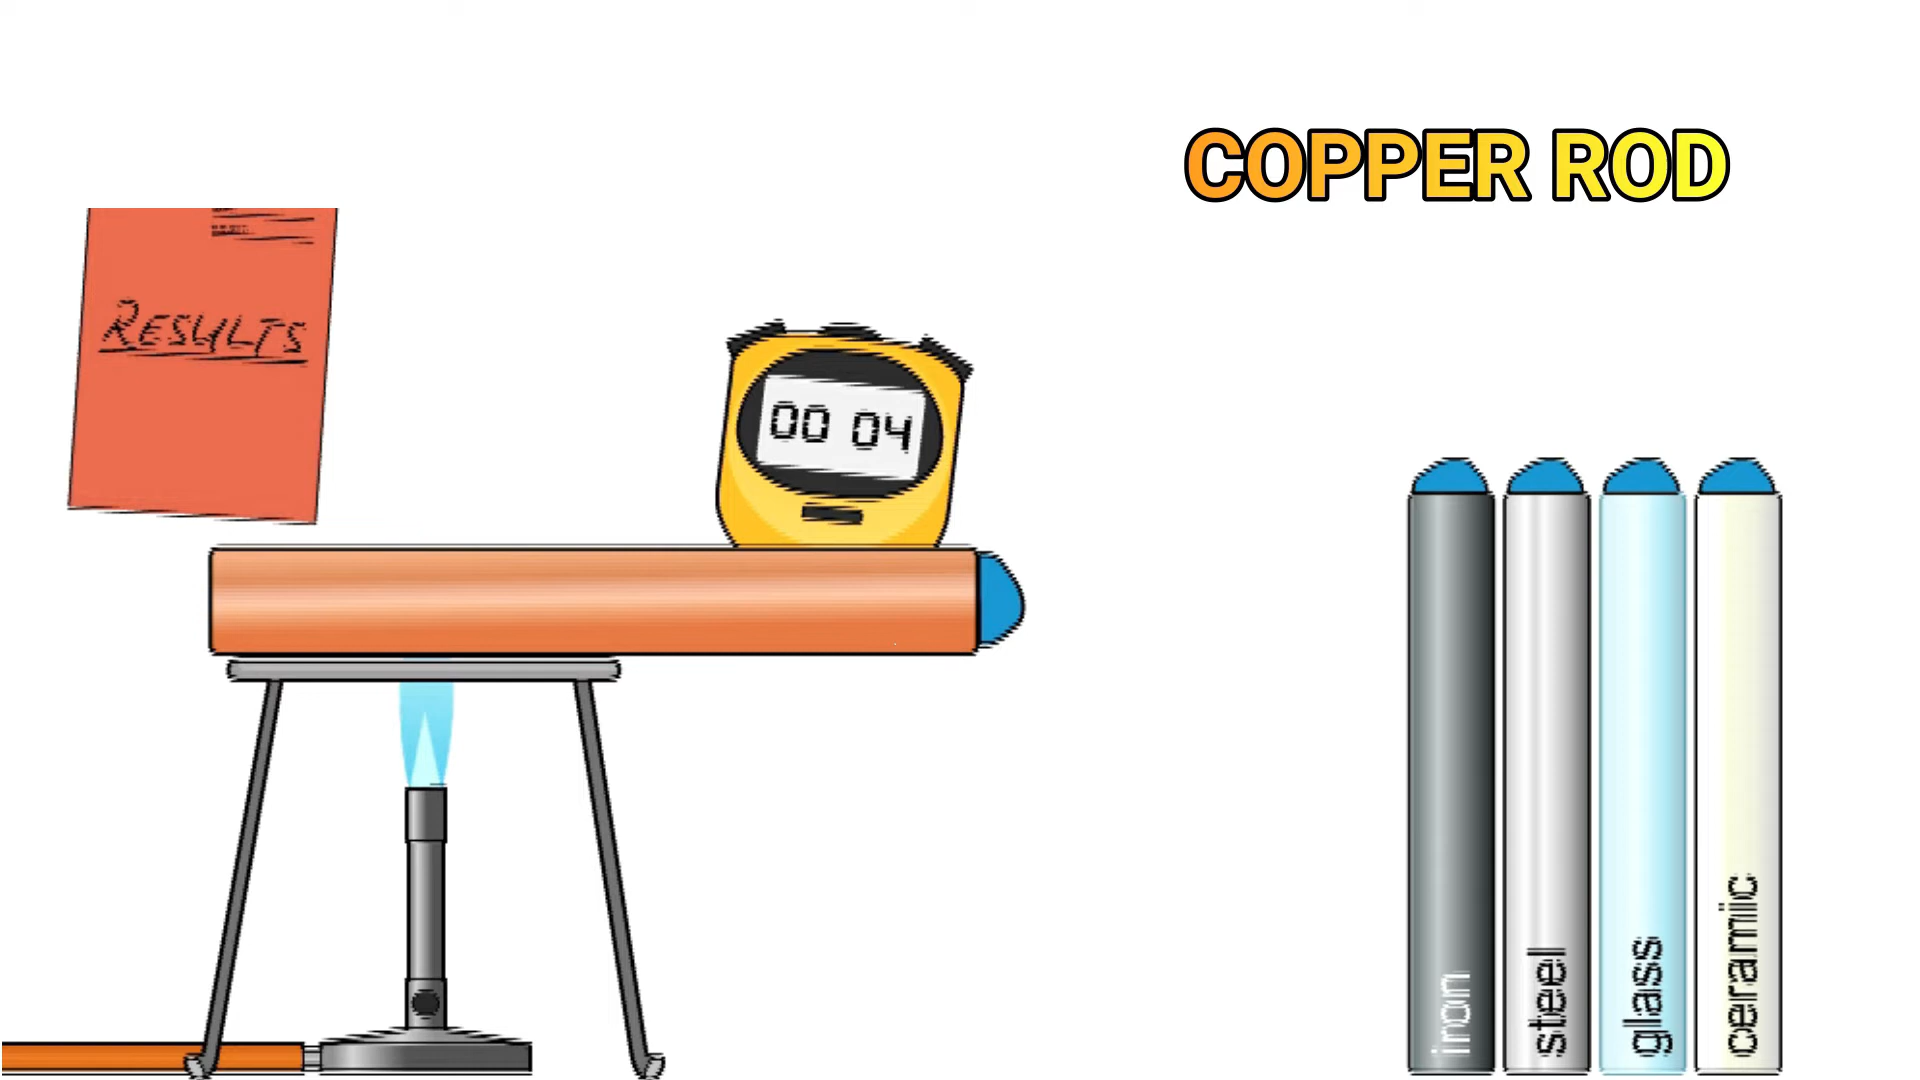 COPPER ROD
RESULTS
00 04
iron
steel
glass
ceramic